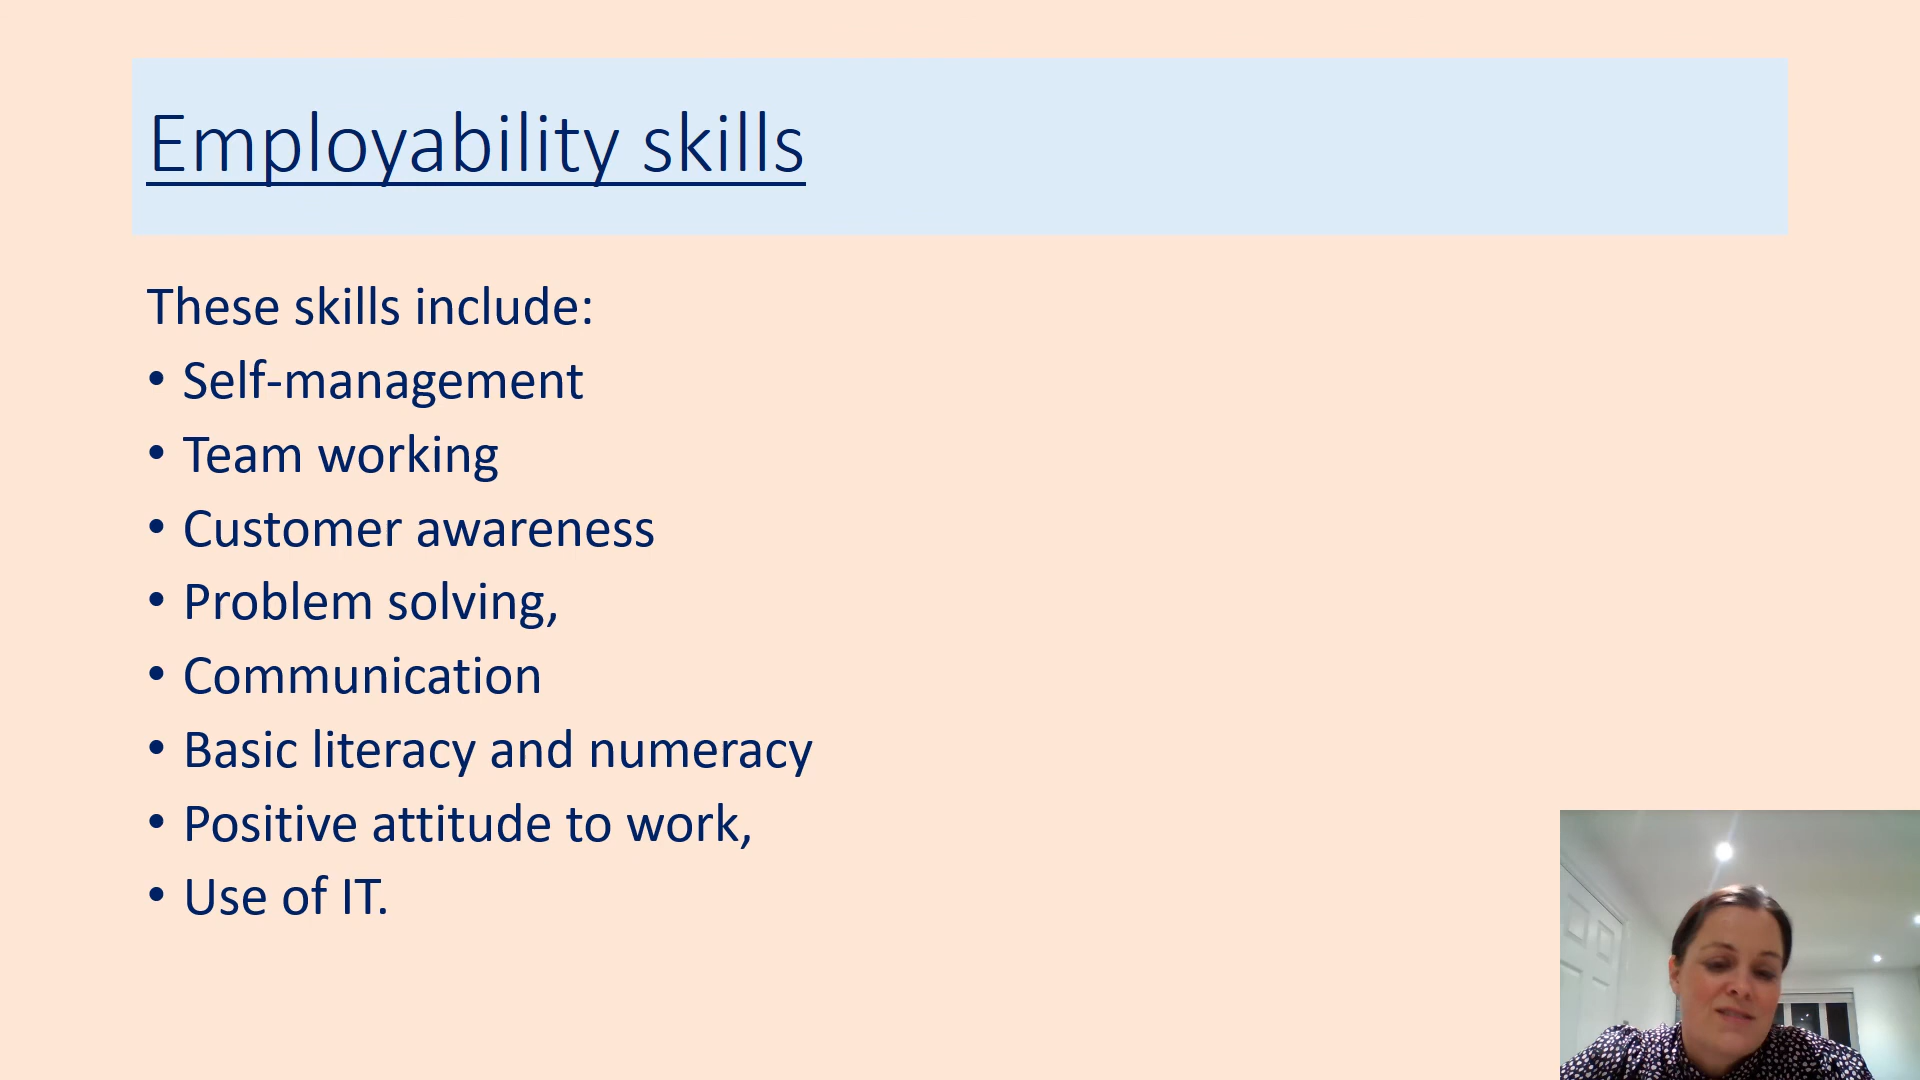 Employability skills
These skills include:
• Self-management
• Team working
• Customer awareness
• Problem solving,
• Communication
• Basic literacy and numeracy
• Positive attitude to work,
• Use of IT.